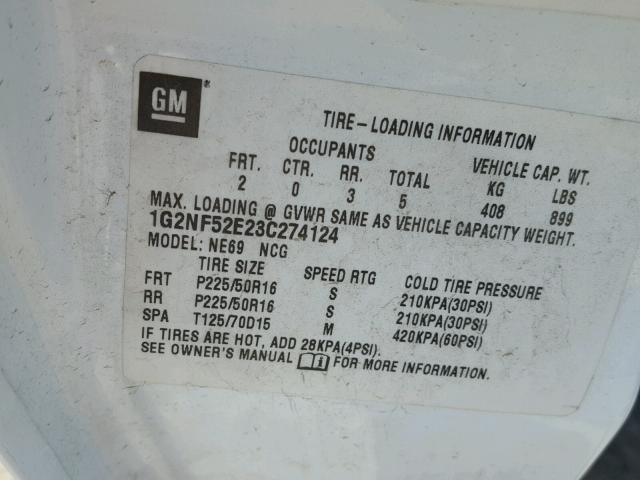 GM
TIRE-LOADING INFORMATION
OCCUPANTS VEHICLE CAP. WT.
FRT. CTR. RR. TOTAL KG LBS
2 0 3 5 408 899
MAX. LOADING @ GVWR SAME AS VEHICLE CAPACITY WEIGHT.
1G2NF52E23C274124
MODEL: NE69 NCG
TIRE SIZE SPEED RTG COLD TIRE PRESSURE
FRT P225/50R16 S 210KPA(30PSI)
RR P225/50R16 S 210KPA(30PSI)
SPA T125/70D15 M 420KPA(60PSI)
IF TIRES ARE HOT, ADD 28KPA(4PSI).
SEE OWNER'S MANUAL FOR MORE INFORMATION.